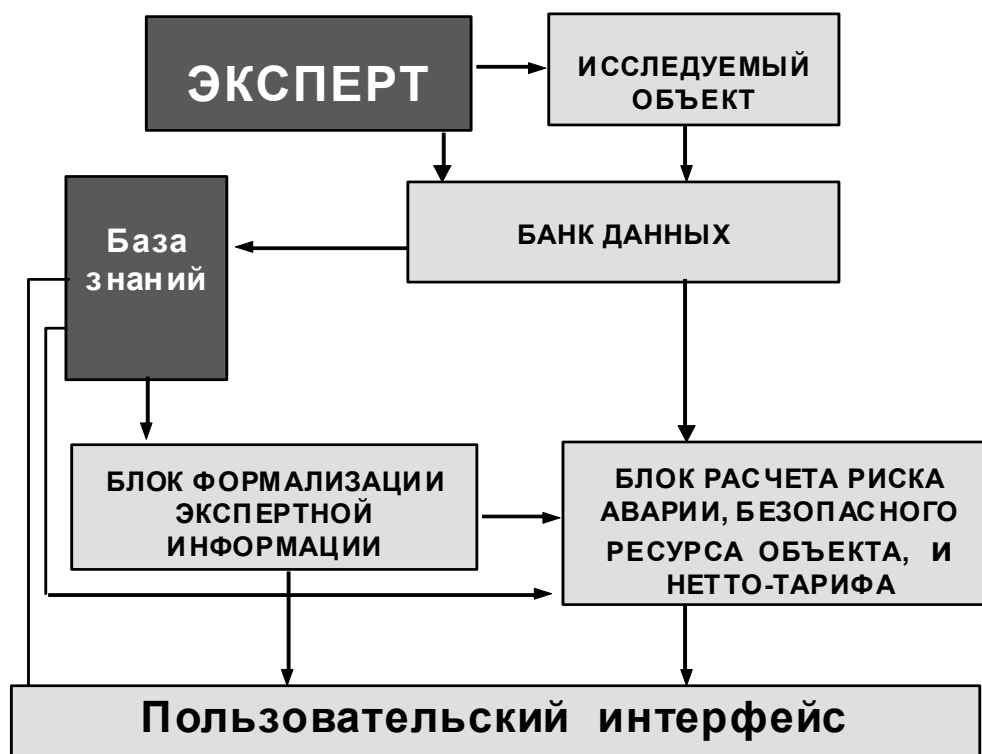 ЭКСПЕРТ
ИССЛЕДУЕМЫЙ
ОБЪЕКТ
БАНК ДАННЫХ
База
знаний
БЛОК ФОРМАЛИЗАЦИИ
ЭКСПЕРТНОЙ
ИНФОРМАЦИИ
БЛОК РАСЧЕТА РИСКА
АВАРИИ, БЕЗОПАСНОГО
РЕСУРСА ОБЪЕКТА, И
НЕТТО-ТАРИФА
Пользовательский интерфейс